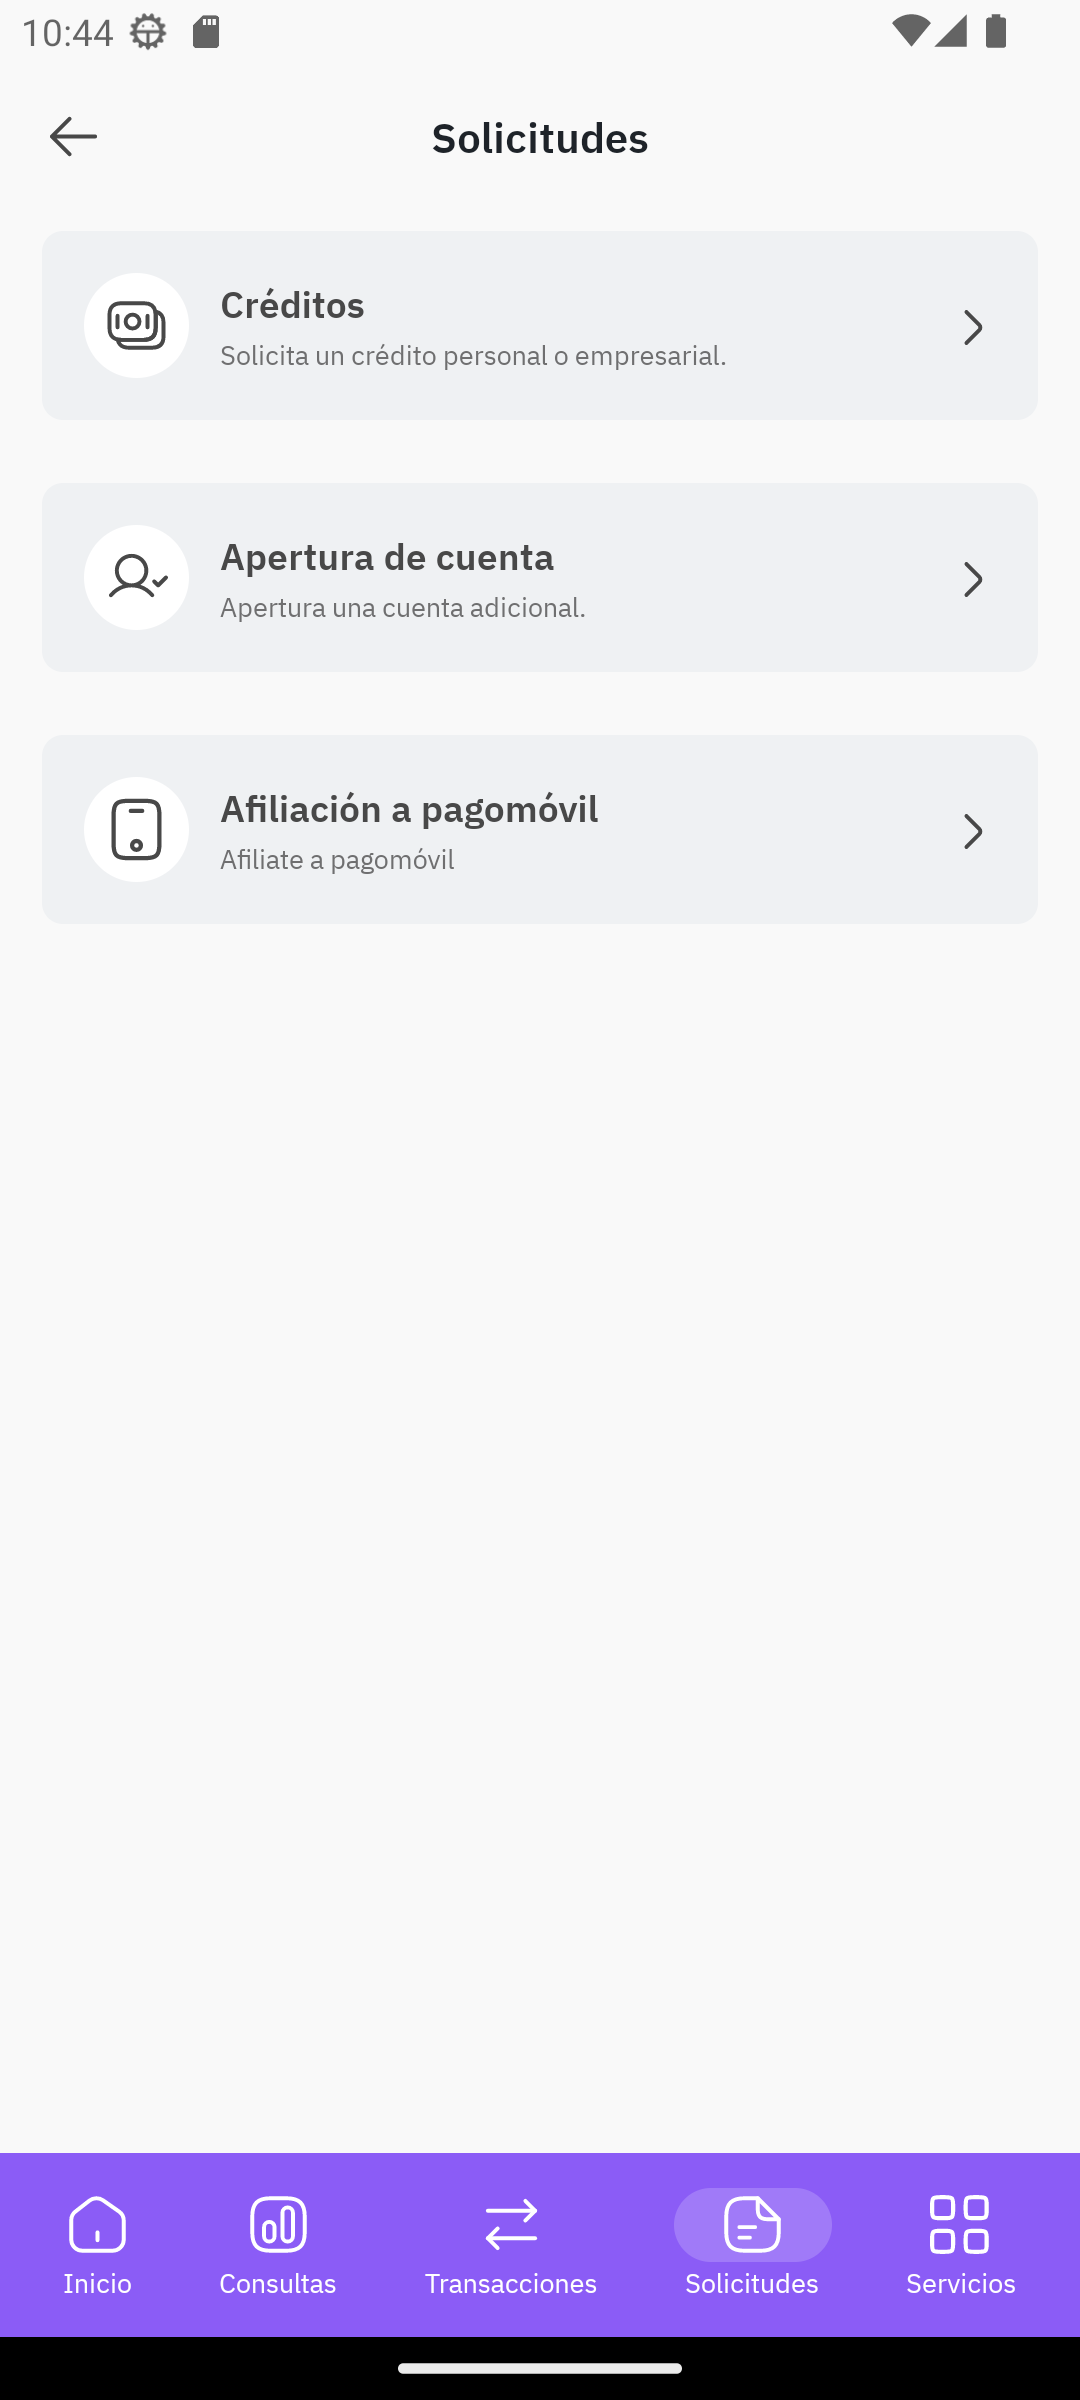 10:44
Solicitudes
Créditos
Solicita un crédito personal o empresarial.
Apertura de cuenta
Apertura una cuenta adicional.
Afiliación a pagomóvil
Afiliate a pagomóvil
Inicio
Consultas
Transacciones
Solicitudes
Servicios